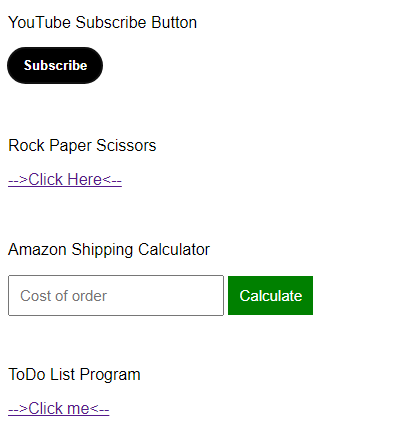 YouTube Subscribe Button
Subscribe
Rock Paper Scissors
-->Click Here<--
Amazon Shipping Calculator
Cost of order Calculate
ToDo List Program
-->Click me<--